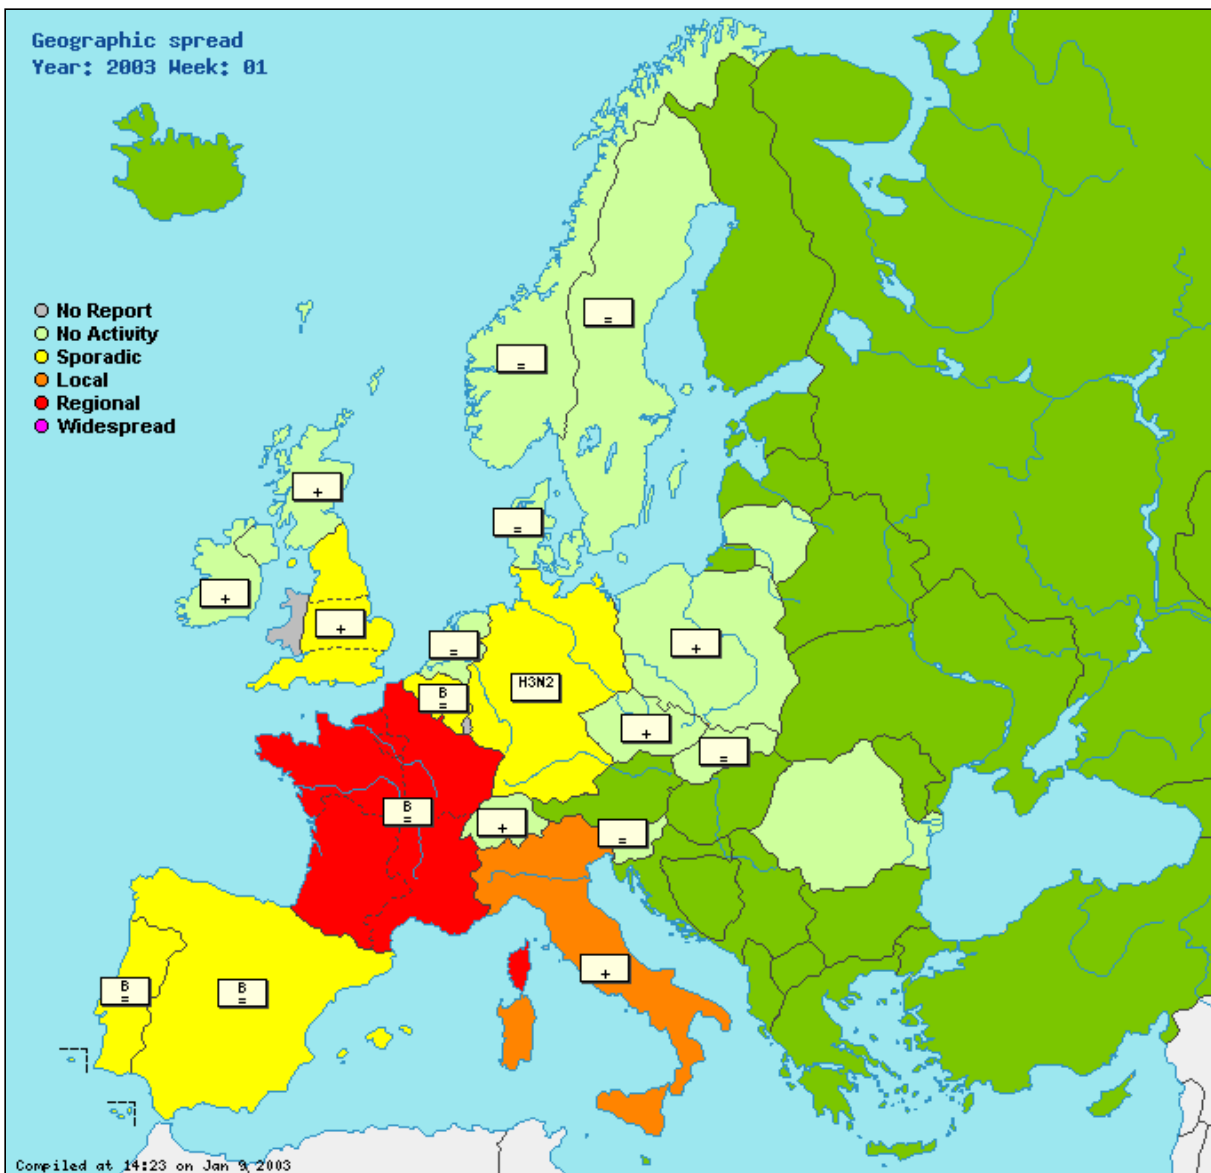 Geographic spread
Year: 2003 Week: 01
No Report
No Activity
Sporadic
Local
Regional
Widespread
=
=
+
=
+
+
=
+
H3N2
B
=
+
=
B
=
+
=
+
B
=
B
=
Compiled at 14:23 on Jan 9 2003